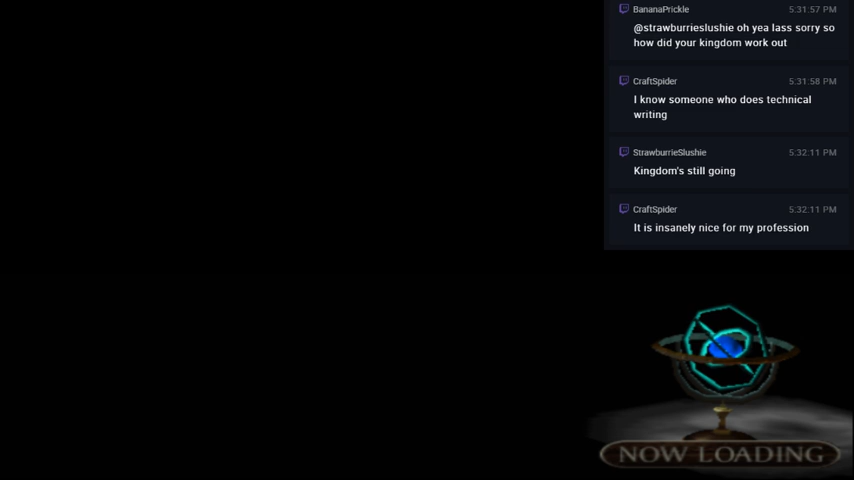 BananaPrickle 5:31:57 PM
@strawburrieslushie oh yea lass sorry so
how did your kingdom work out
CraftSpider 5:31:58 PM
I know someone who does technical
writing
StrawburrieSlushie 5:32:11 PM
Kingdom's still going
CraftSpider 5:32:11 PM
It is insanely nice for my profession
NOW LOADING